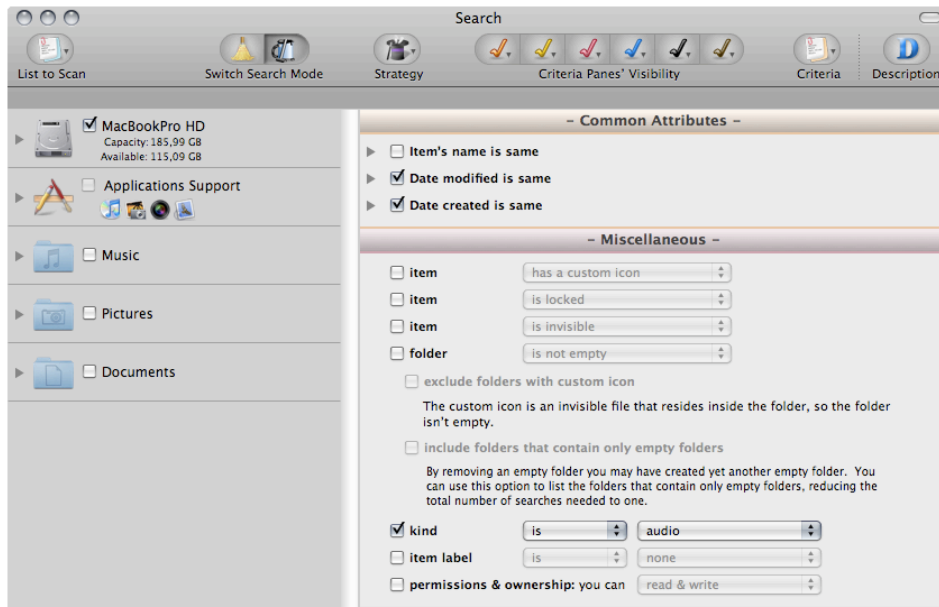 Search
List to Scan
Switch Search Mode
Strategy
Criteria Panes' Visibility
Criteria
Description
MacBookPro HD
Capacity: 185,99 GB
Available: 115,09 GB
Applications Support
Music
Pictures
Documents
– Common Attributes –
Item's name is same
Date modified is same
Date created is same
– Miscellaneous –
item has a custom icon
item is locked
item is invisible
folder is not empty
exclude folders with custom icon
The custom icon is an invisible file that resides inside the folder, so the folder
isn't empty.
include folders that contain only empty folders
By removing an empty folder you may have created yet another empty folder. You
can use this option to list the folders that contain only empty folders, reducing the
total number of searches needed to one.
kind is audio
item label is none
permissions & ownership: you can read & write